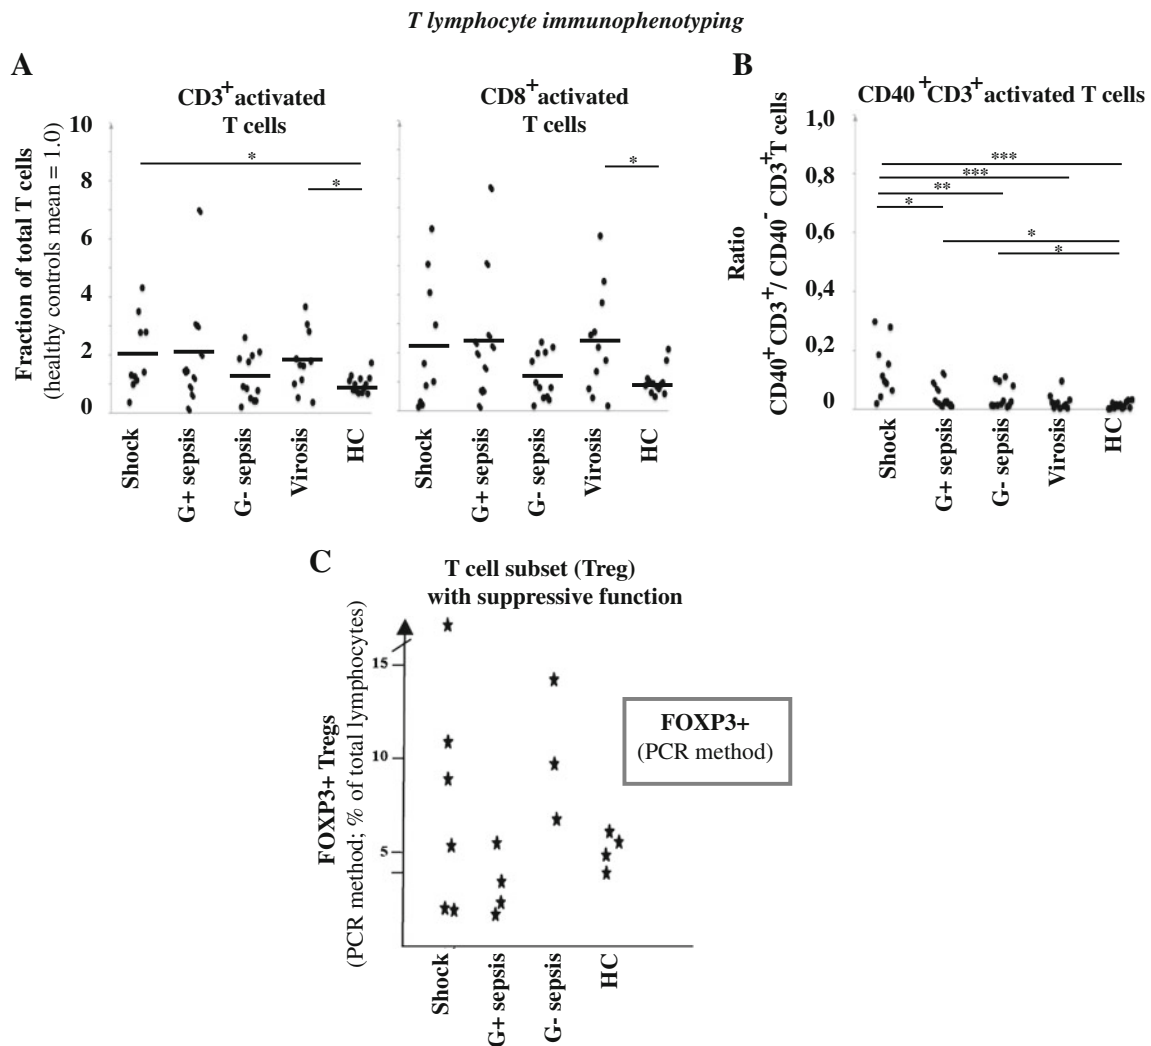 T lymphocyte immunophenotyping
A
CD3+activated
T cells
CD8+activated
T cells
Fraction of total T cells
(healthy controls mean = 1.0)
10
8
6
4
2
0
*
*
*
Shock
G+ sepsis
G- sepsis
Virosis
HC
Shock
G+ sepsis
G- sepsis
Virosis
HC
B
CD40+CD3+activated T cells
Ratio
CD40+CD3+/ CD40- CD3+T cells
1,0
0,8
0,6
0,4
0,2
0
***
***
**
*
*
*
Shock
G+ sepsis
G- sepsis
Virosis
HC
C
T cell subset (Treg)
with suppressive function
FOXP3+ Tregs
(PCR method; % of total lymphocytes)
15
10
5
FOXP3+
(PCR method)
Shock
G+ sepsis
G- sepsis
HC